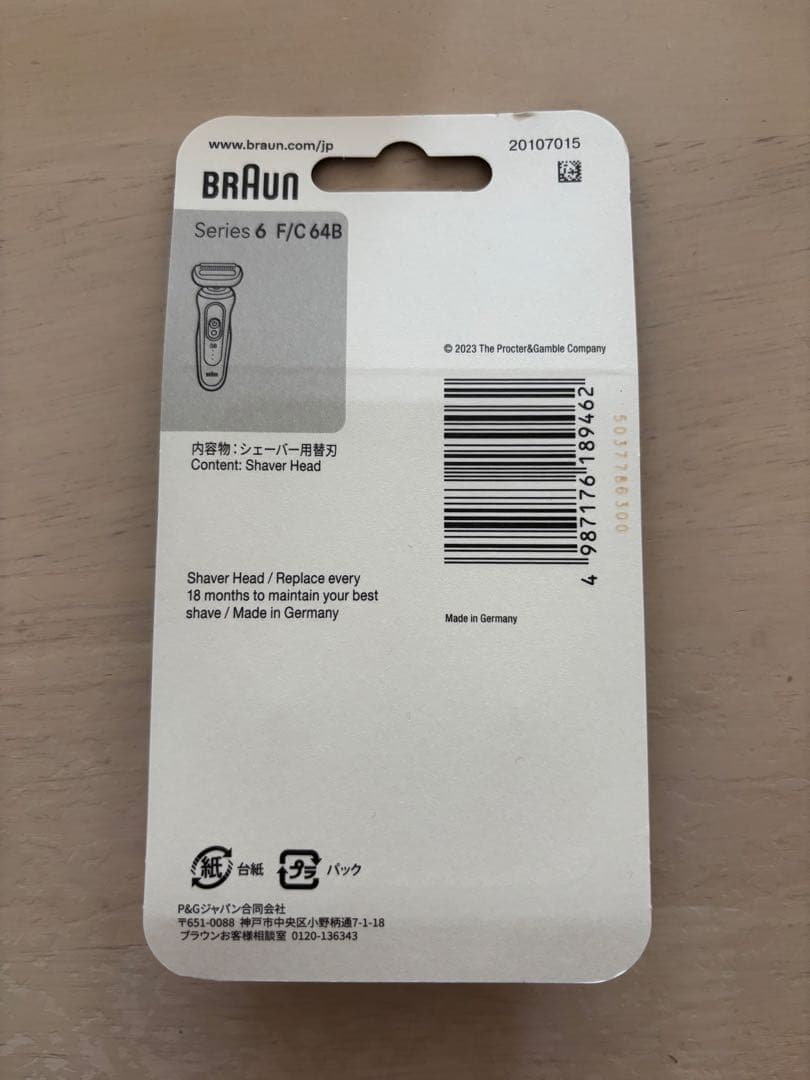 www.braun.com/jp
20107015
BRAUN
Series 6 F/C 64B
© 2023 The Procter&Gamble Company
4 987176 189462
5037786300
内容物：シェーバー用替刃
Content: Shaver Head
Shaver Head / Replace every
18 months to maintain your best
shave / Made in Germany
Made in Germany
紙 台紙 プラ パック
P&Gジャパン合同会社
〒651-0088 神戸市中央区小野柄通7-1-18
ブラウンお客様相談室 0120-136343